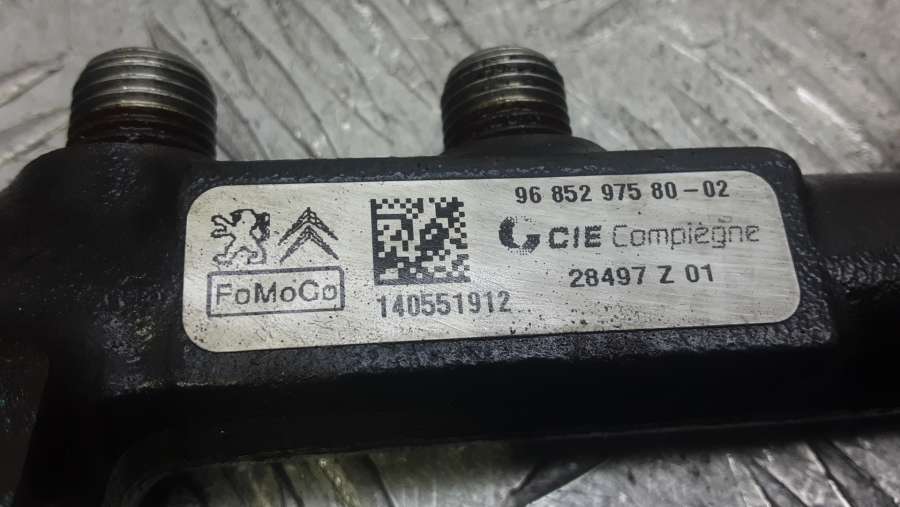 FoMoCo
140551912
96 852 975 80-02
CIE Compiègne
28497 Z 01